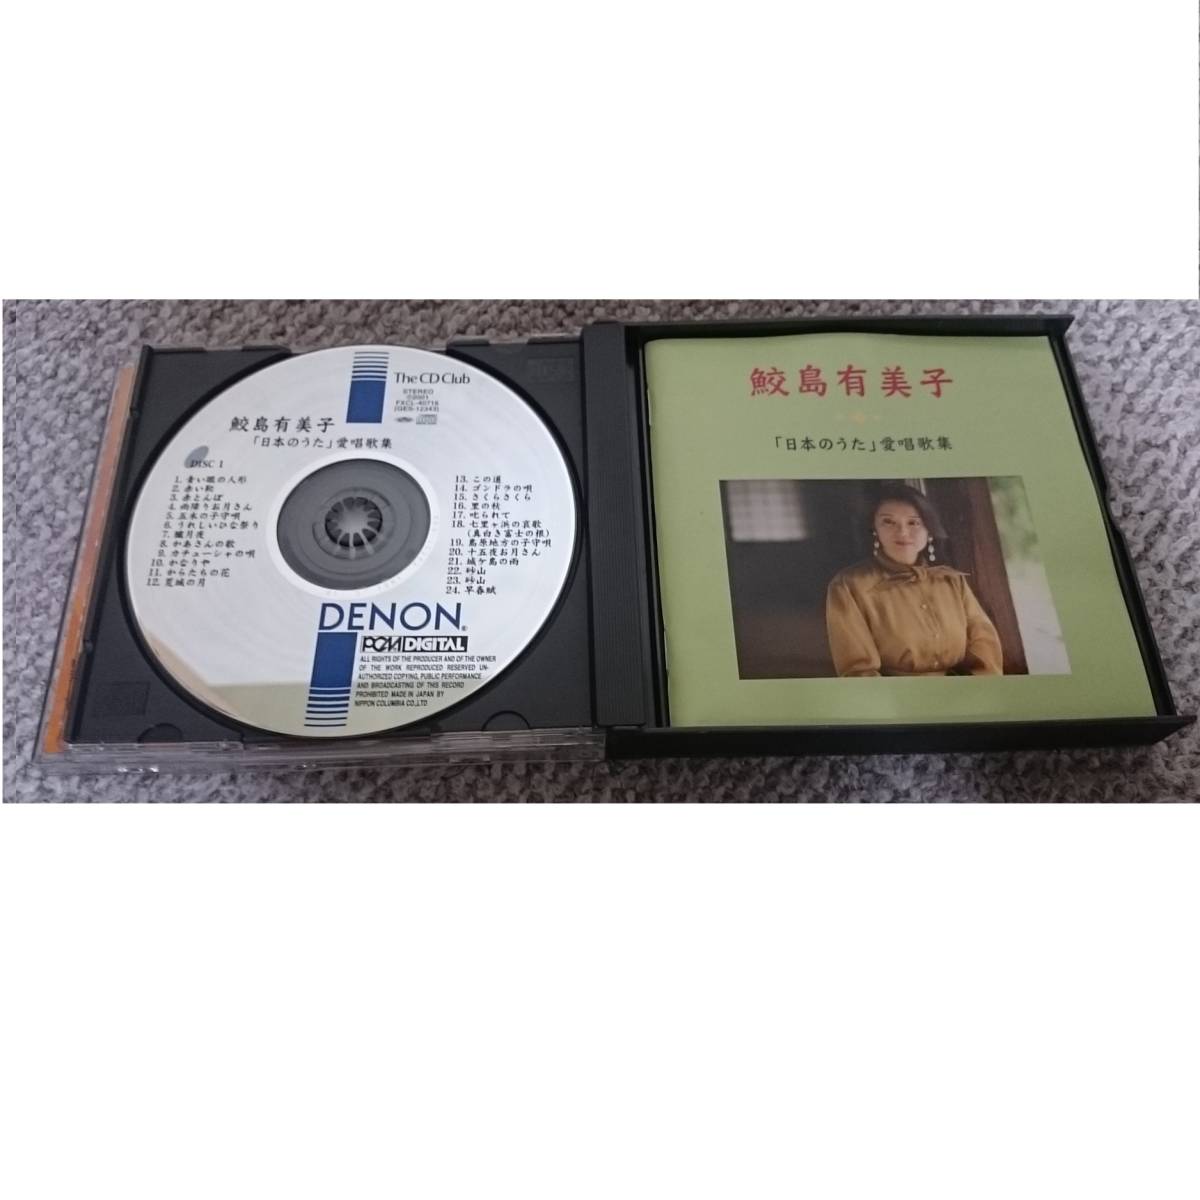 The CD Club
STEREO
℗2001
FXCL-40715
(GES-12343)
鮫島有美子
「日本のうた」愛唱歌集
DISC 1
1. 青い眼の人形
2. 赤い靴
3. 赤とんぼ
4. 雨降りお月さん
5. 五木の子守唄
6. うれしいひな祭り
7. 朧月夜
8. かあさんの歌
9. カチューシャの唄
10. かなりや
11. からたちの花
12. 荒城の月
13. この道
14. ゴンドラの唄
15. さくらさくら
16. 里の秋
17. 叱られて
18. 七里ヶ浜の哀歌
(真白き富士の根)
19. 島原地方の子守唄
20. 十五夜お月さん
21. 城ケ島の雨
22. 砂山
23. 砂山
24. 早春賦
DENON®
PCM DIGITAL
ALL RIGHTS OF THE PRODUCER AND OF THE OWNER
OF THE WORK REPRODUCED RESERVED UN-
AUTHORIZED COPYING, PUBLIC PERFORMANCE
AND BROADCASTING OF THIS RECORD
PROHIBITED MADE IN JAPAN BY
NIPPON COLUMBIA CO.,LTD
鮫島有美子
「日本のうた」愛唱歌集